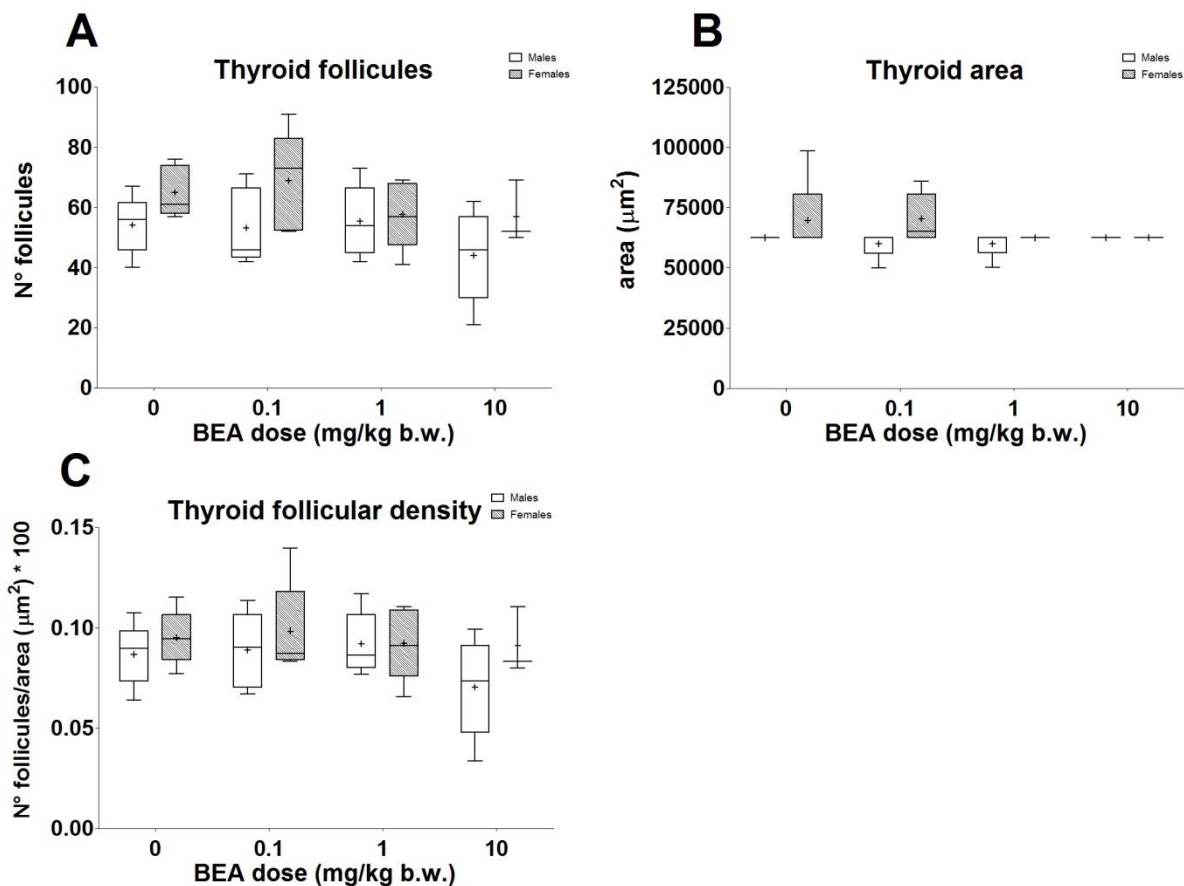 A
Thyroid follicules
Males
Females
N° follicules
100
80
60
40
20
0
0 0.1 1 10
BEA dose (mg/kg b.w.)
B
Thyroid area
Males
Females
area (μm²)
125000
100000
75000
50000
25000
0
0 0.1 1 10
BEA dose (mg/kg b.w.)
C
Thyroid follicular density
Males
Females
N° follicules/area (μm²) * 100
0.15
0.10
0.05
0.00
0 0.1 1 10
BEA dose (mg/kg b.w.)